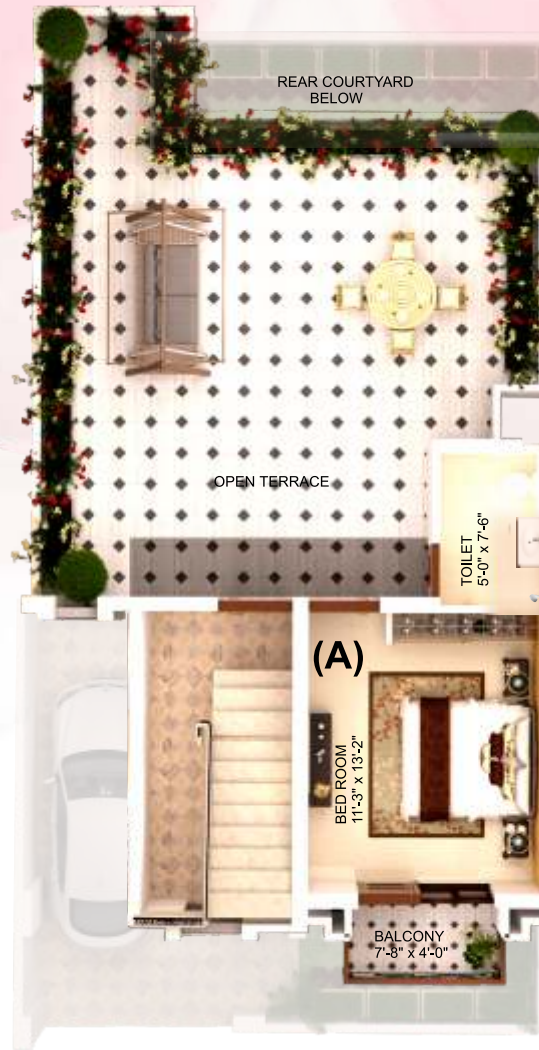 REAR COURTYARD
BELOW
OPEN TERRACE
TOILET
5'-0" x 7'-6"
(A)
BED ROOM
11'-3" x 13'-2"
BALCONY
7'-8" x 4'-0"